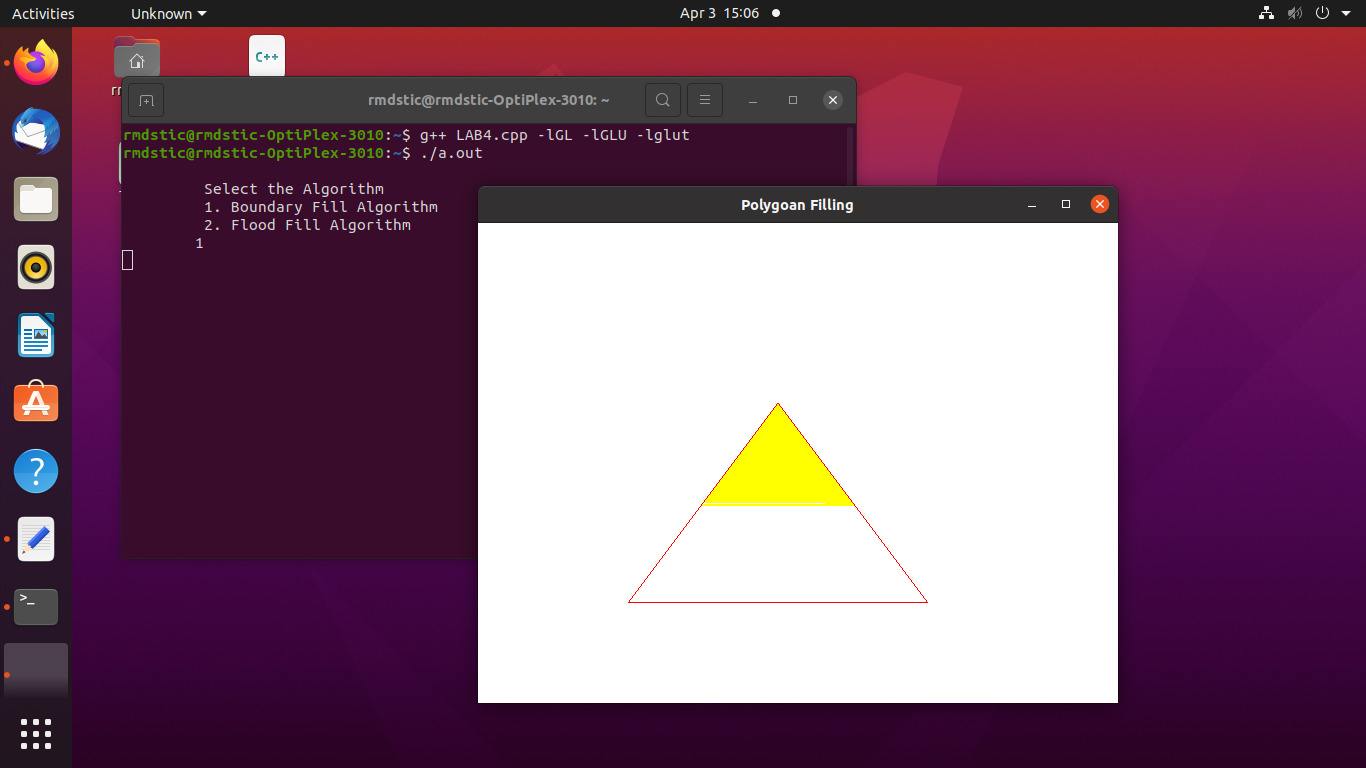 Activities
Unknown
Apr 3 15:06
C++
rmdstic@rmdstic-OptiPlex-3010: ~
rmdstic@rmdstic-OptiPlex-3010:~$ g++ LAB4.cpp -lGL -lGLU -lglut
rmdstic@rmdstic-OptiPlex-3010:~$ ./a.out
Select the Algorithm
1. Boundary Fill Algorithm
2. Flood Fill Algorithm
1
Polygoan Filling